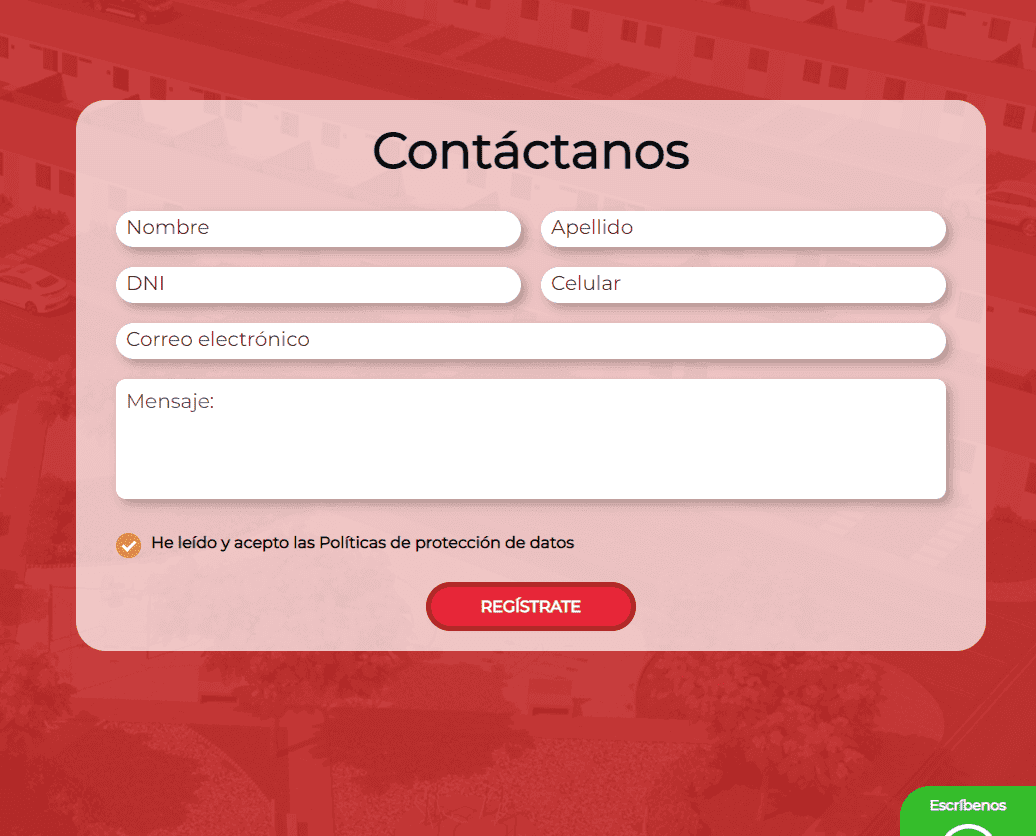 Contáctanos
Nombre
Apellido
DNI
Celular
Correo electrónico
Mensaje:
He leído y acepto las Políticas de protección de datos
REGÍSTRATE
Escríbenos